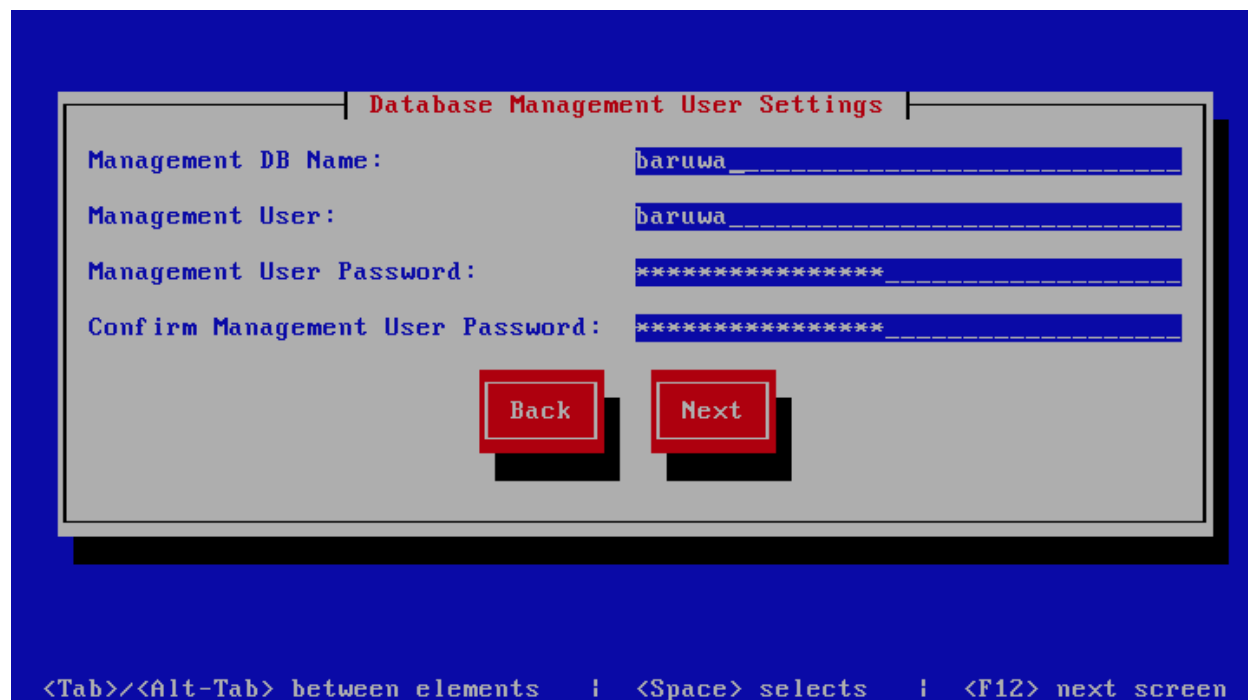 Database Management User Settings
Management DB Name: baruwa
Management User: baruwa
Management User Password: ****************
Confirm Management User Password: ****************
Back Next
<Tab>/<Alt-Tab> between elements | <Space> selects | <F12> next screen